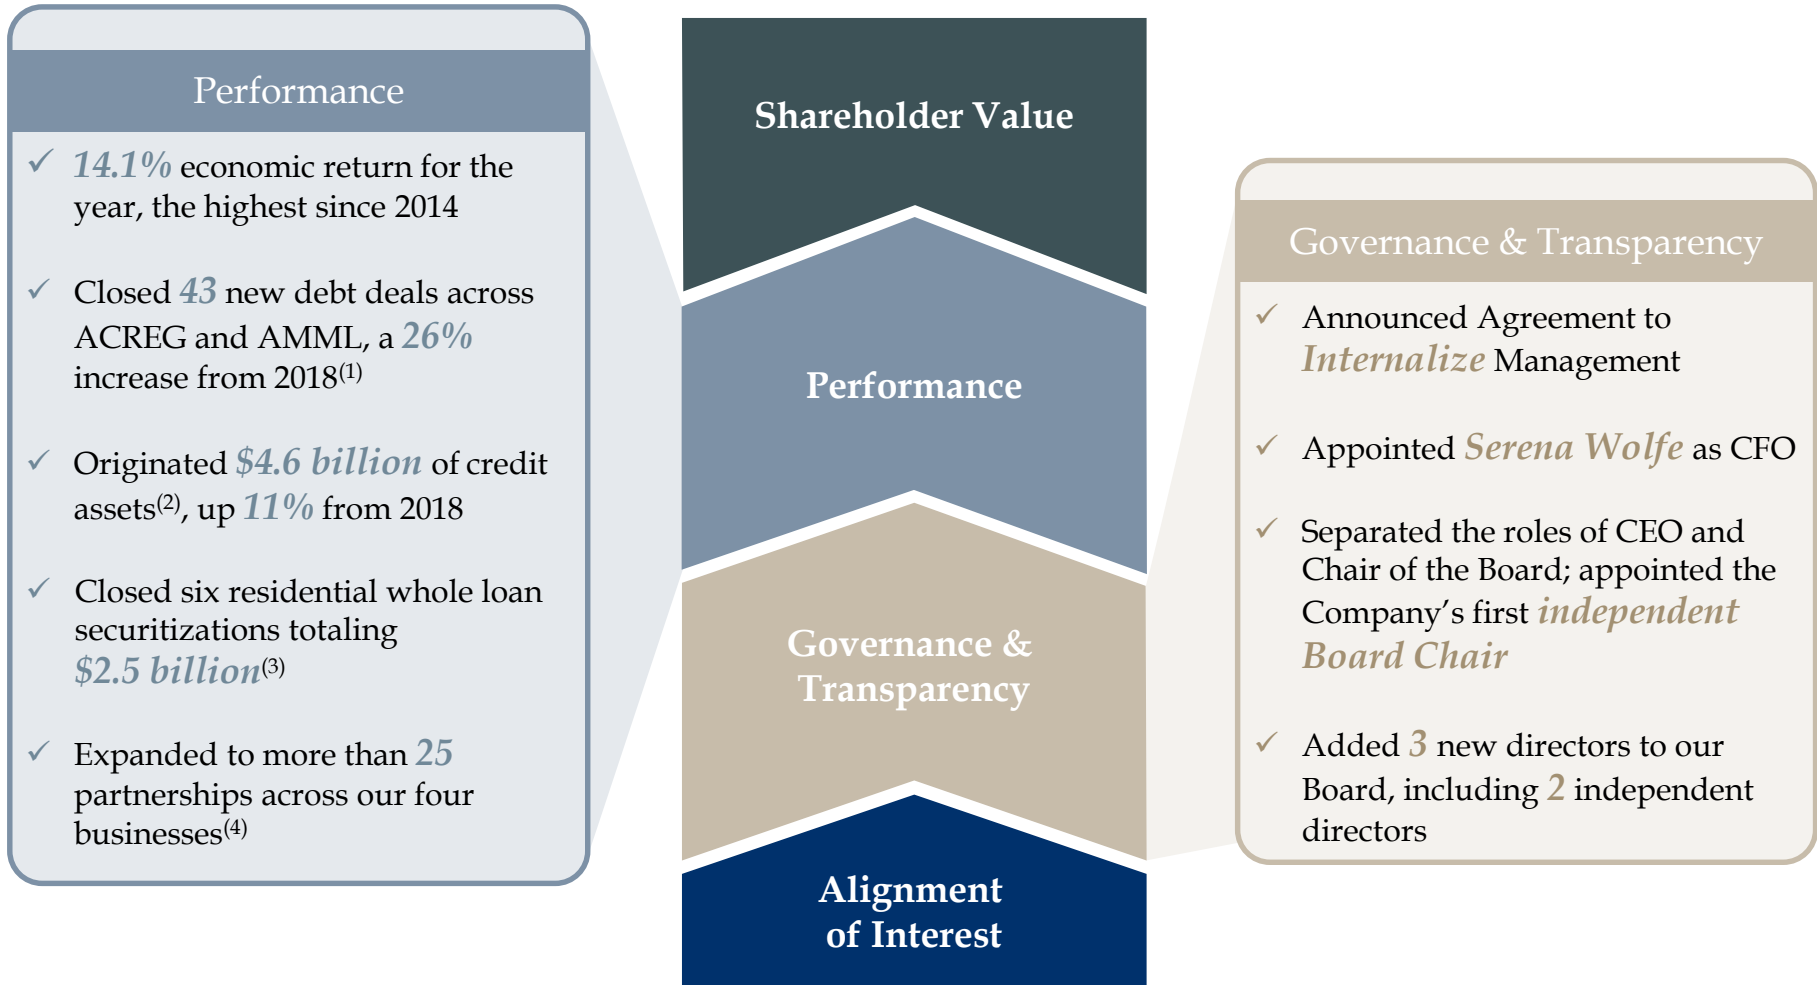 Performance
✓ 14.1% economic return for the
year, the highest since 2014
✓ Closed 43 new debt deals across
ACREG and AMML, a 26%
increase from 2018(1)
✓ Originated $4.6 billion of credit
assets(2), up 11% from 2018
✓ Closed six residential whole loan
securitizations totaling
$2.5 billion(3)
✓ Expanded to more than 25
partnerships across our four
businesses(4)
Shareholder Value
Performance
Governance &
Transparency
Alignment
of Interest
Governance & Transparency
✓ Announced Agreement to
Internalize Management
✓ Appointed Serena Wolfe as CFO
✓ Separated the roles of CEO and
Chair of the Board; appointed the
Company’s first independent
Board Chair
✓ Added 3 new directors to our
Board, including 2 independent
directors